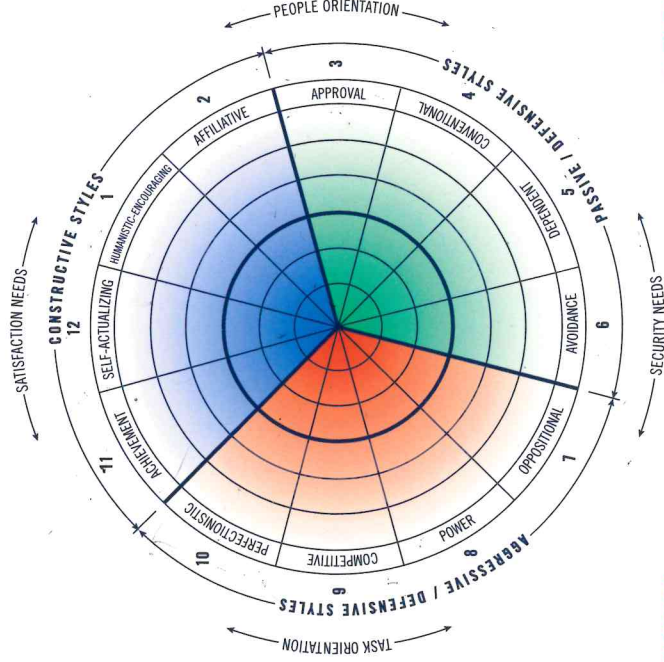 PEOPLE ORIENTATION
SATISFACTION NEEDS
SECURITY NEEDS
TASK ORIENTATION
CONSTRUCTIVE STYLES
PASSIVE / DEFENSIVE STYLES
AGGRESSIVE / DEFENSIVE STYLES
1
HUMANISTIC-ENCOURAGING
2
AFFILIATIVE
3
APPROVAL
4
CONVENTIONAL
5
DEPENDENT
6
AVOIDANCE
7
OPPOSITIONAL
8
POWER
9
COMPETITIVE
10
PERFECTIONISTIC
11
ACHIEVEMENT
12
SELF-ACTUALIZING